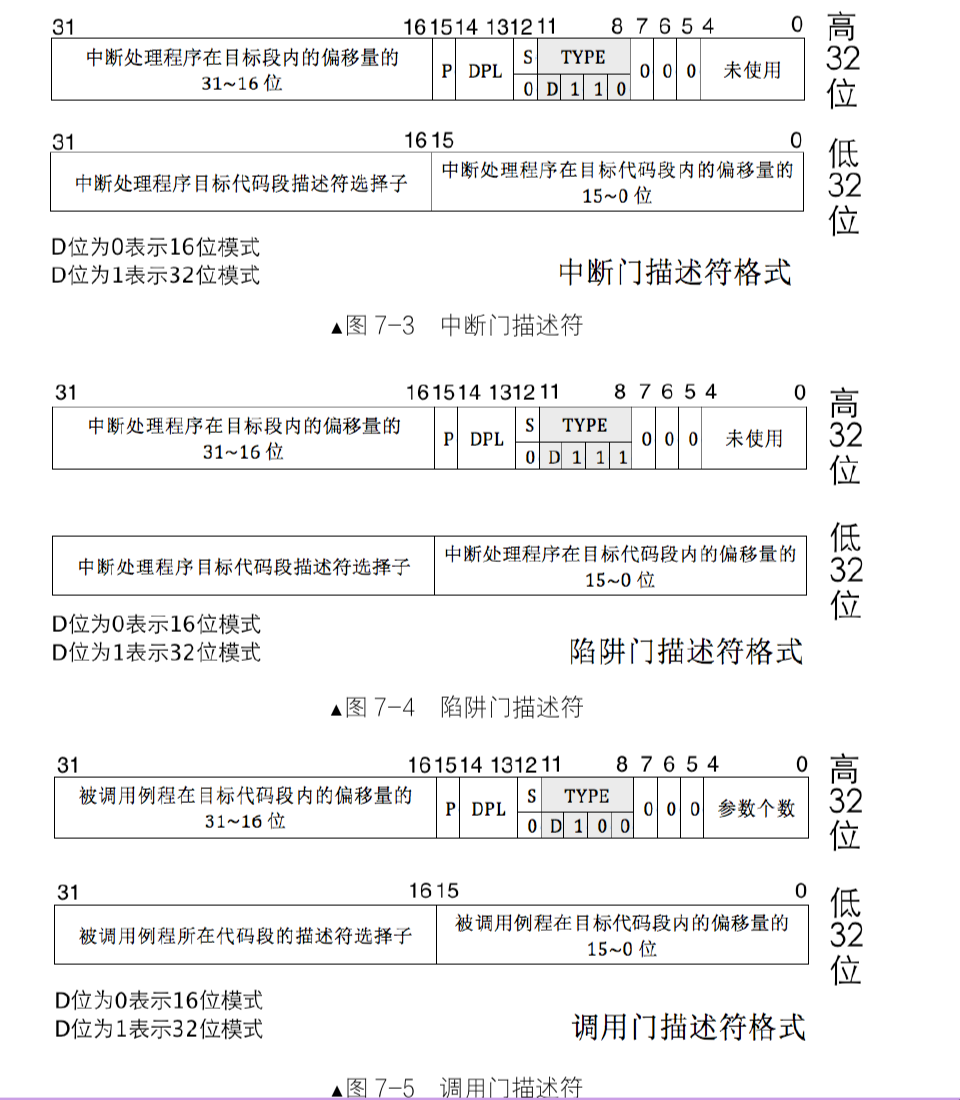 31 16 15 14 13 12 11 8 7 6 5 4 0
中断处理程序在目标段内的偏移量的
31~16 位
P DPL S TYPE 0 0 0 未使用
0 D 1 1 0
高32位
31 16 15 0
中断处理程序目标代码段描述符选择子
中断处理程序在目标代码段内的偏移量的
15~0 位
低32位
D位为0表示16位模式
D位为1表示32位模式
中断门描述符格式
▲图 7-3 中断门描述符
31 16 15 14 13 12 11 8 7 6 5 4 0
中断处理程序在目标段内的偏移量的
31~16 位
P DPL S TYPE 0 0 0 未使用
0 D 1 1 1
高32位
中断处理程序目标代码段描述符选择子
中断处理程序在目标代码段内的偏移量的
15~0 位
低32位
D位为0表示16位模式
D位为1表示32位模式
陷阱门描述符格式
▲图 7-4 陷阱门描述符
31 16 15 14 13 12 11 8 7 6 5 4 0
被调用例程在目标代码段内的偏移量的
31~16 位
P DPL S TYPE 0 0 0 参数个数
0 D 1 0 0
高32位
31 16 15 0
被调用例程所在代码段的描述符选择子
被调用例程在目标代码段内的偏移量的
15~0 位
低32位
D位为0表示16位模式
D位为1表示32位模式
调用门描述符格式
▲图 7-5 调用门描述符